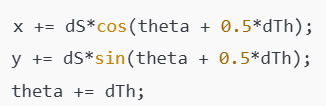 x += dS*cos(theta + 0.5*dTh);
y += dS*sin(theta + 0.5*dTh);
theta += dTh;